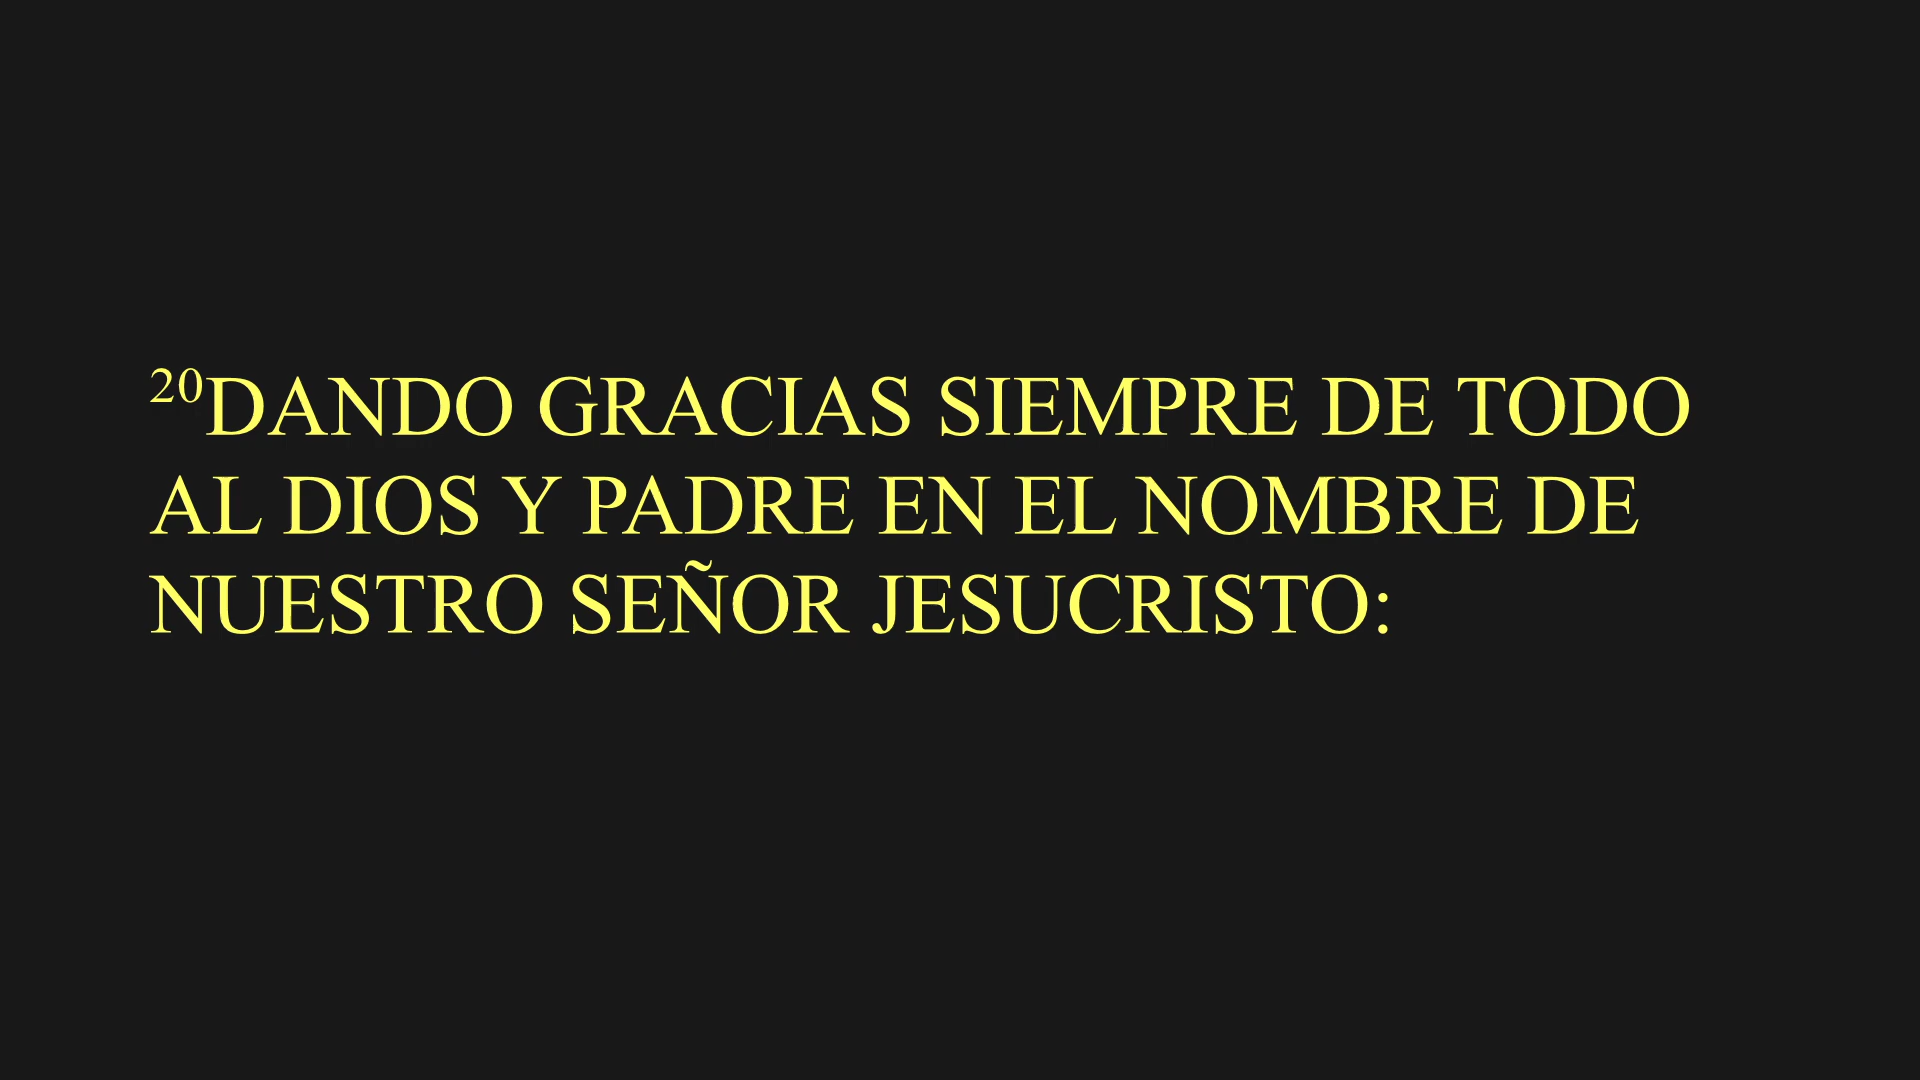 ²⁰DANDO GRACIAS SIEMPRE DE TODO
AL DIOS Y PADRE EN EL NOMBRE DE
NUESTRO SEÑOR JESUCRISTO: